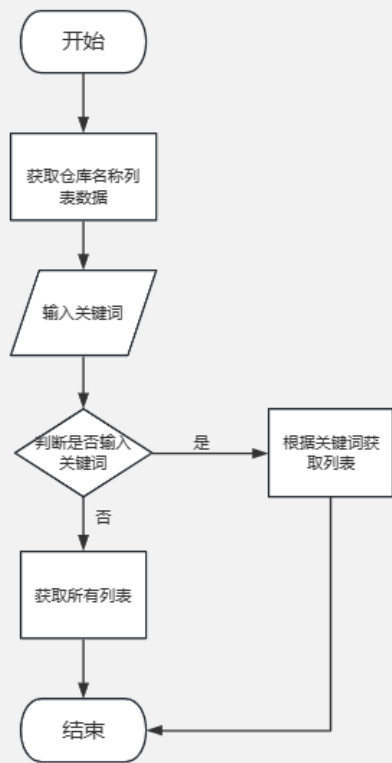 开始
获取仓库名称列
表数据
输入关键词
判断是否输入
关键词
是
根据关键词获
取列表
否
获取所有列表
结束